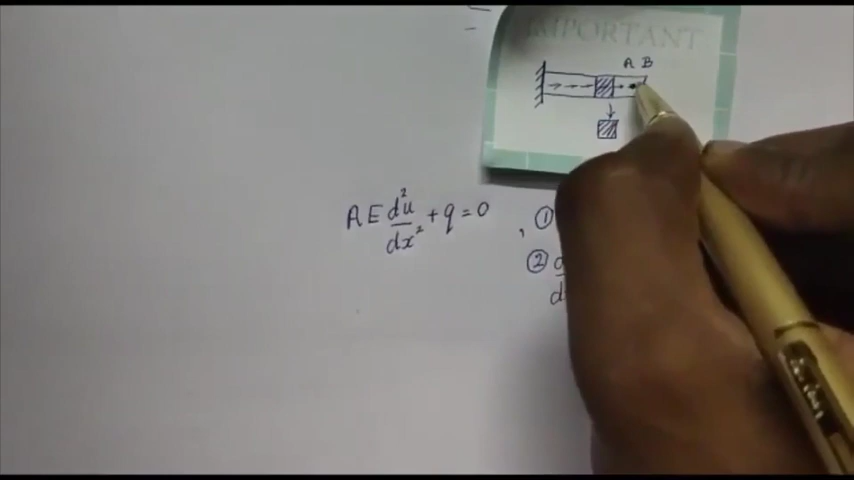 IMPORTANT
A B
AE d²u/dx² + q = 0 , ①
② d